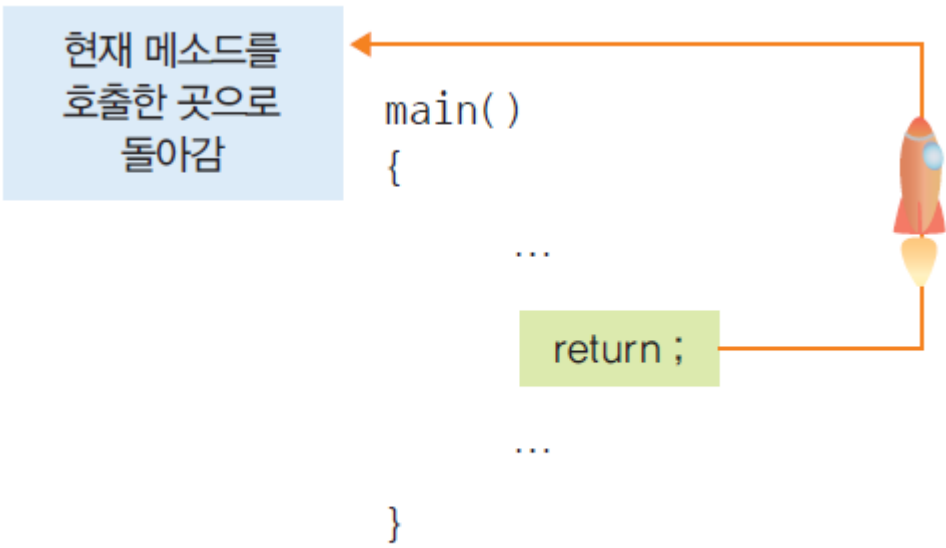 현재 메소드를
호출한 곳으로
돌아감
main()
{
...
return ;
...
}